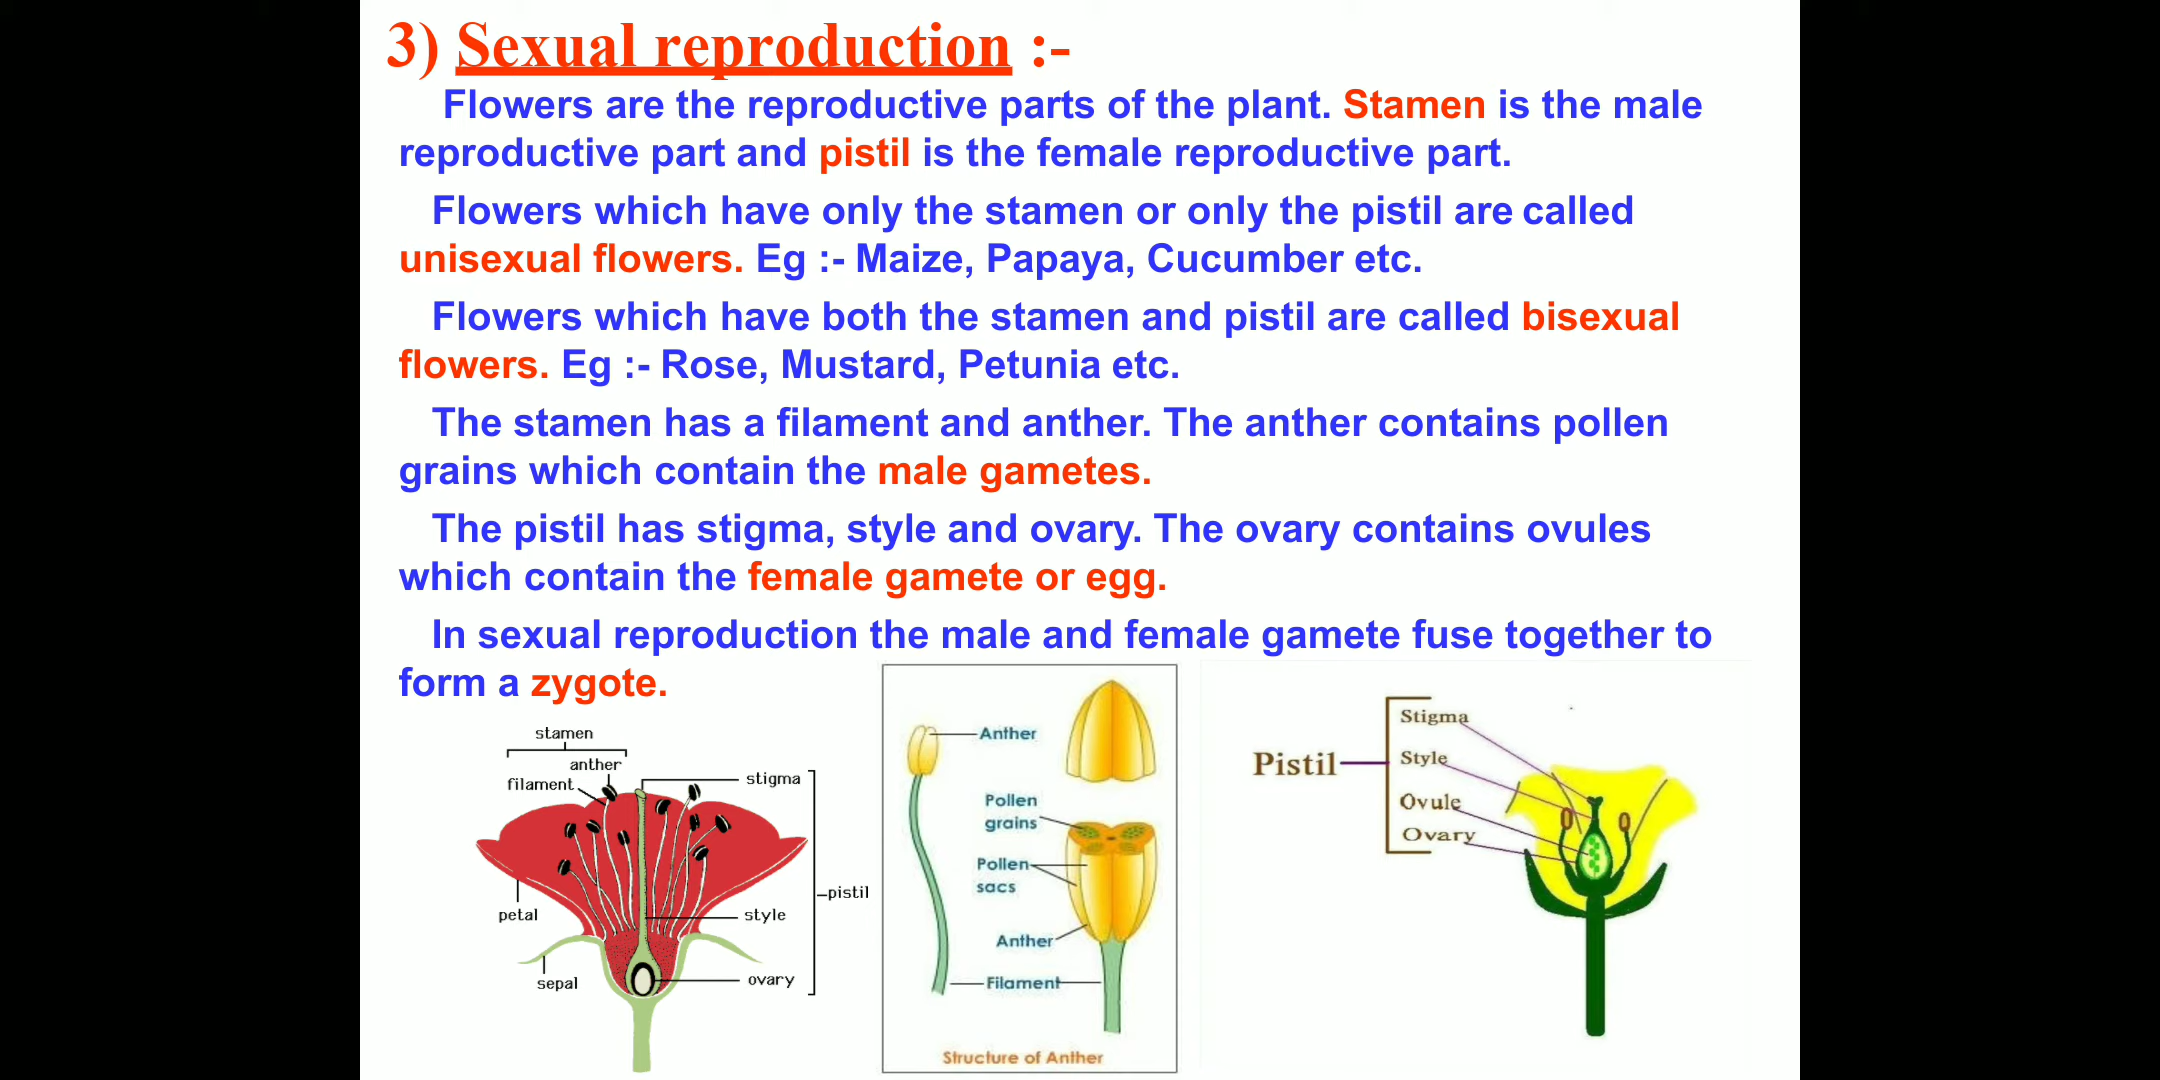 3) Sexual reproduction :-
Flowers are the reproductive parts of the plant. Stamen is the male
reproductive part and pistil is the female reproductive part.
Flowers which have only the stamen or only the pistil are called
unisexual flowers. Eg :- Maize, Papaya, Cucumber etc.
Flowers which have both the stamen and pistil are called bisexual
flowers. Eg :- Rose, Mustard, Petunia etc.
The stamen has a filament and anther. The anther contains pollen
grains which contain the male gametes.
The pistil has stigma, style and ovary. The ovary contains ovules
which contain the female gamete or egg.
In sexual reproduction the male and female gamete fuse together to
form a zygote.
stamen
anther
filament
stigma
pistil
petal
style
sepal
ovary
Anther
Pollen
grains
Pollen
sacs
Anther
Filament
Structure of Anther
Pistil
Stigma
Style
Ovule
Ovary